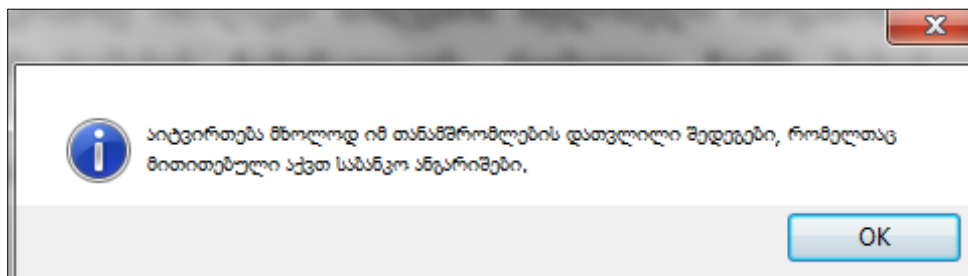 აიტვირთება მხოლოდ იმ თანამშრომლების დათვლილი შედეგები, რომელთაც
მითითებული აქვთ საბანკო ანგარიშები.
OK